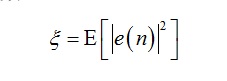 ξ = E[|e(n)|²]